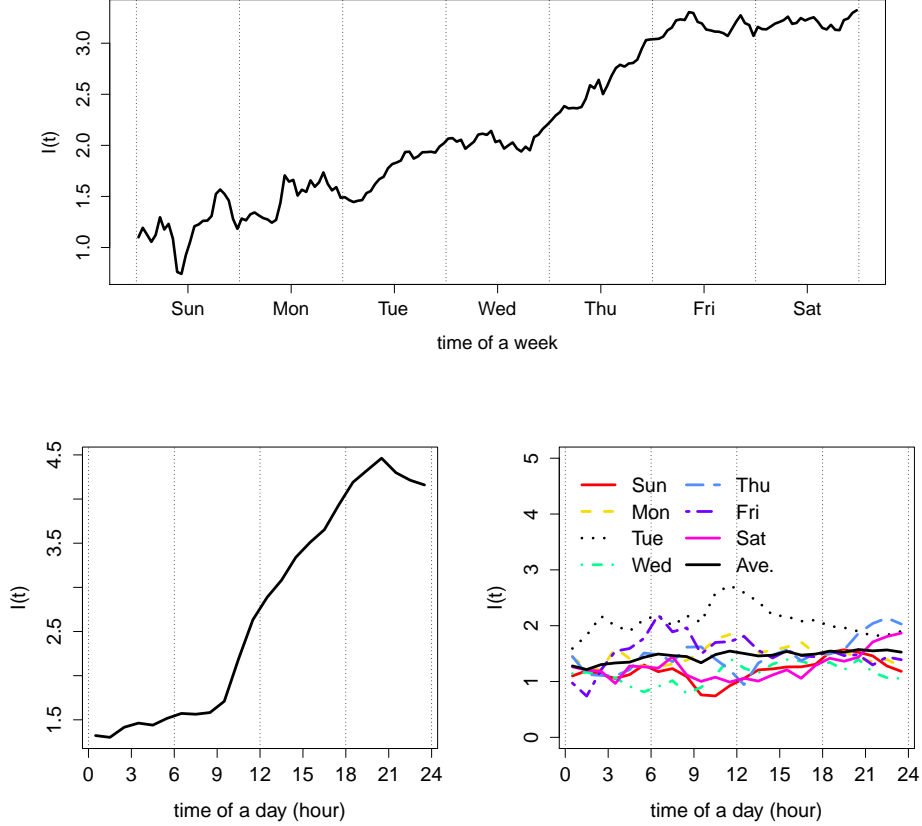 I(t)
3.0
2.5
2.0
1.5
1.0
Sun Mon Tue Wed Thu Fri Sat
time of a week
I(t)
4.5
3.5
2.5
1.5
0 3 6 9 12 15 18 21 24
time of a day (hour)
I(t)
5
4
3
2
1
0
Sun Thu
Mon Fri
Tue Sat
Wed Ave.
0 3 6 9 12 15 18 21 24
time of a day (hour)